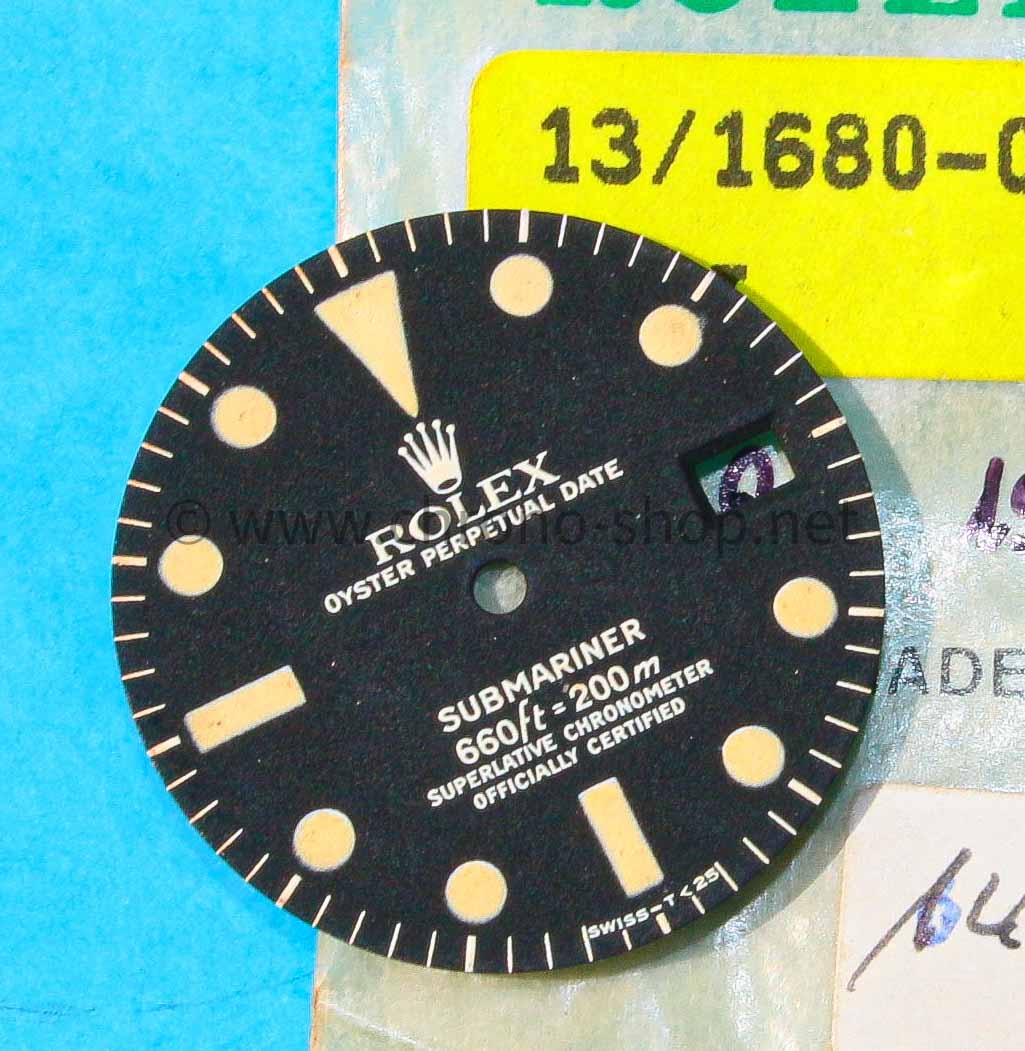 13/1680-0
ROLEX
OYSTER PERPETUAL DATE
© www.chrono-shop.net
SUBMARINER
660ft = 200m
SUPERLATIVE CHRONOMETER
OFFICIALLY CERTIFIED
SWISS-T<25
ADE